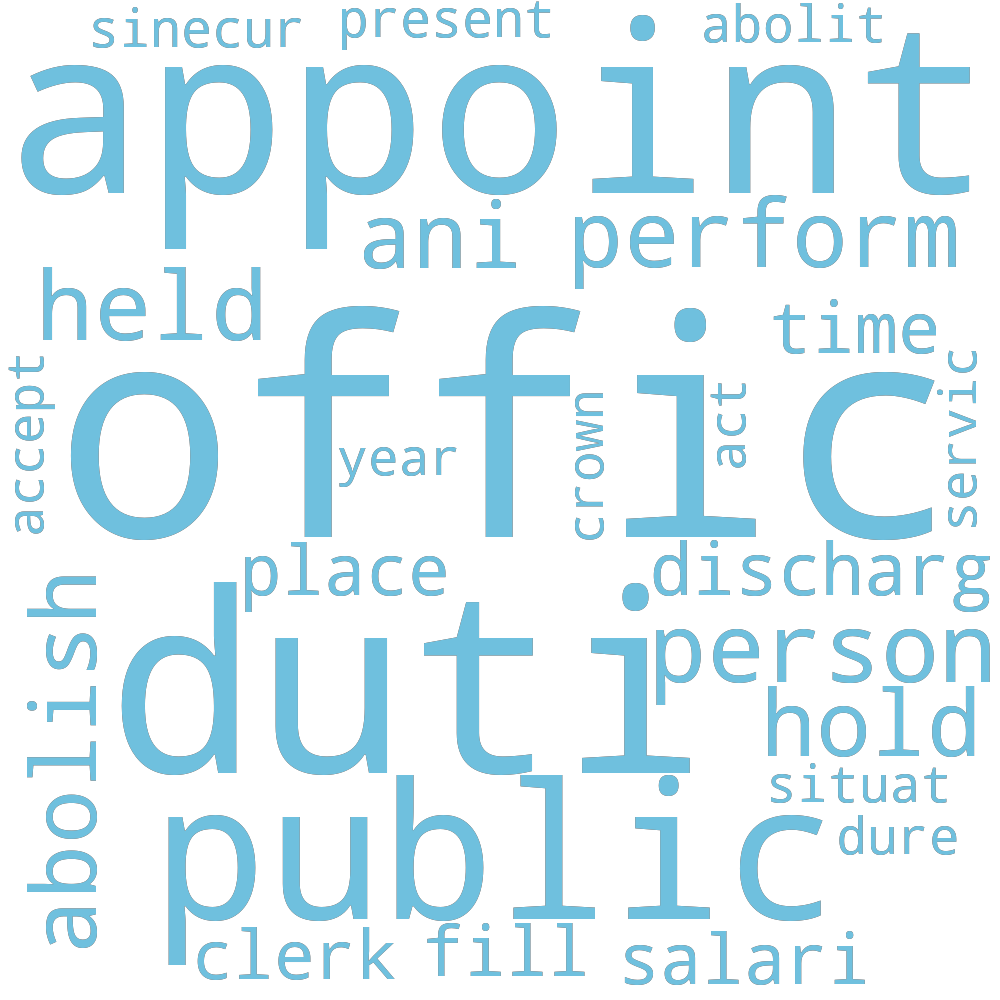 sinecur present abolit
appoint
ani perform
held
time
offic
accept
year
crown
act
servic
place
discharg
abolish
duti
person
hold
situat
public
dure
clerk fill salari